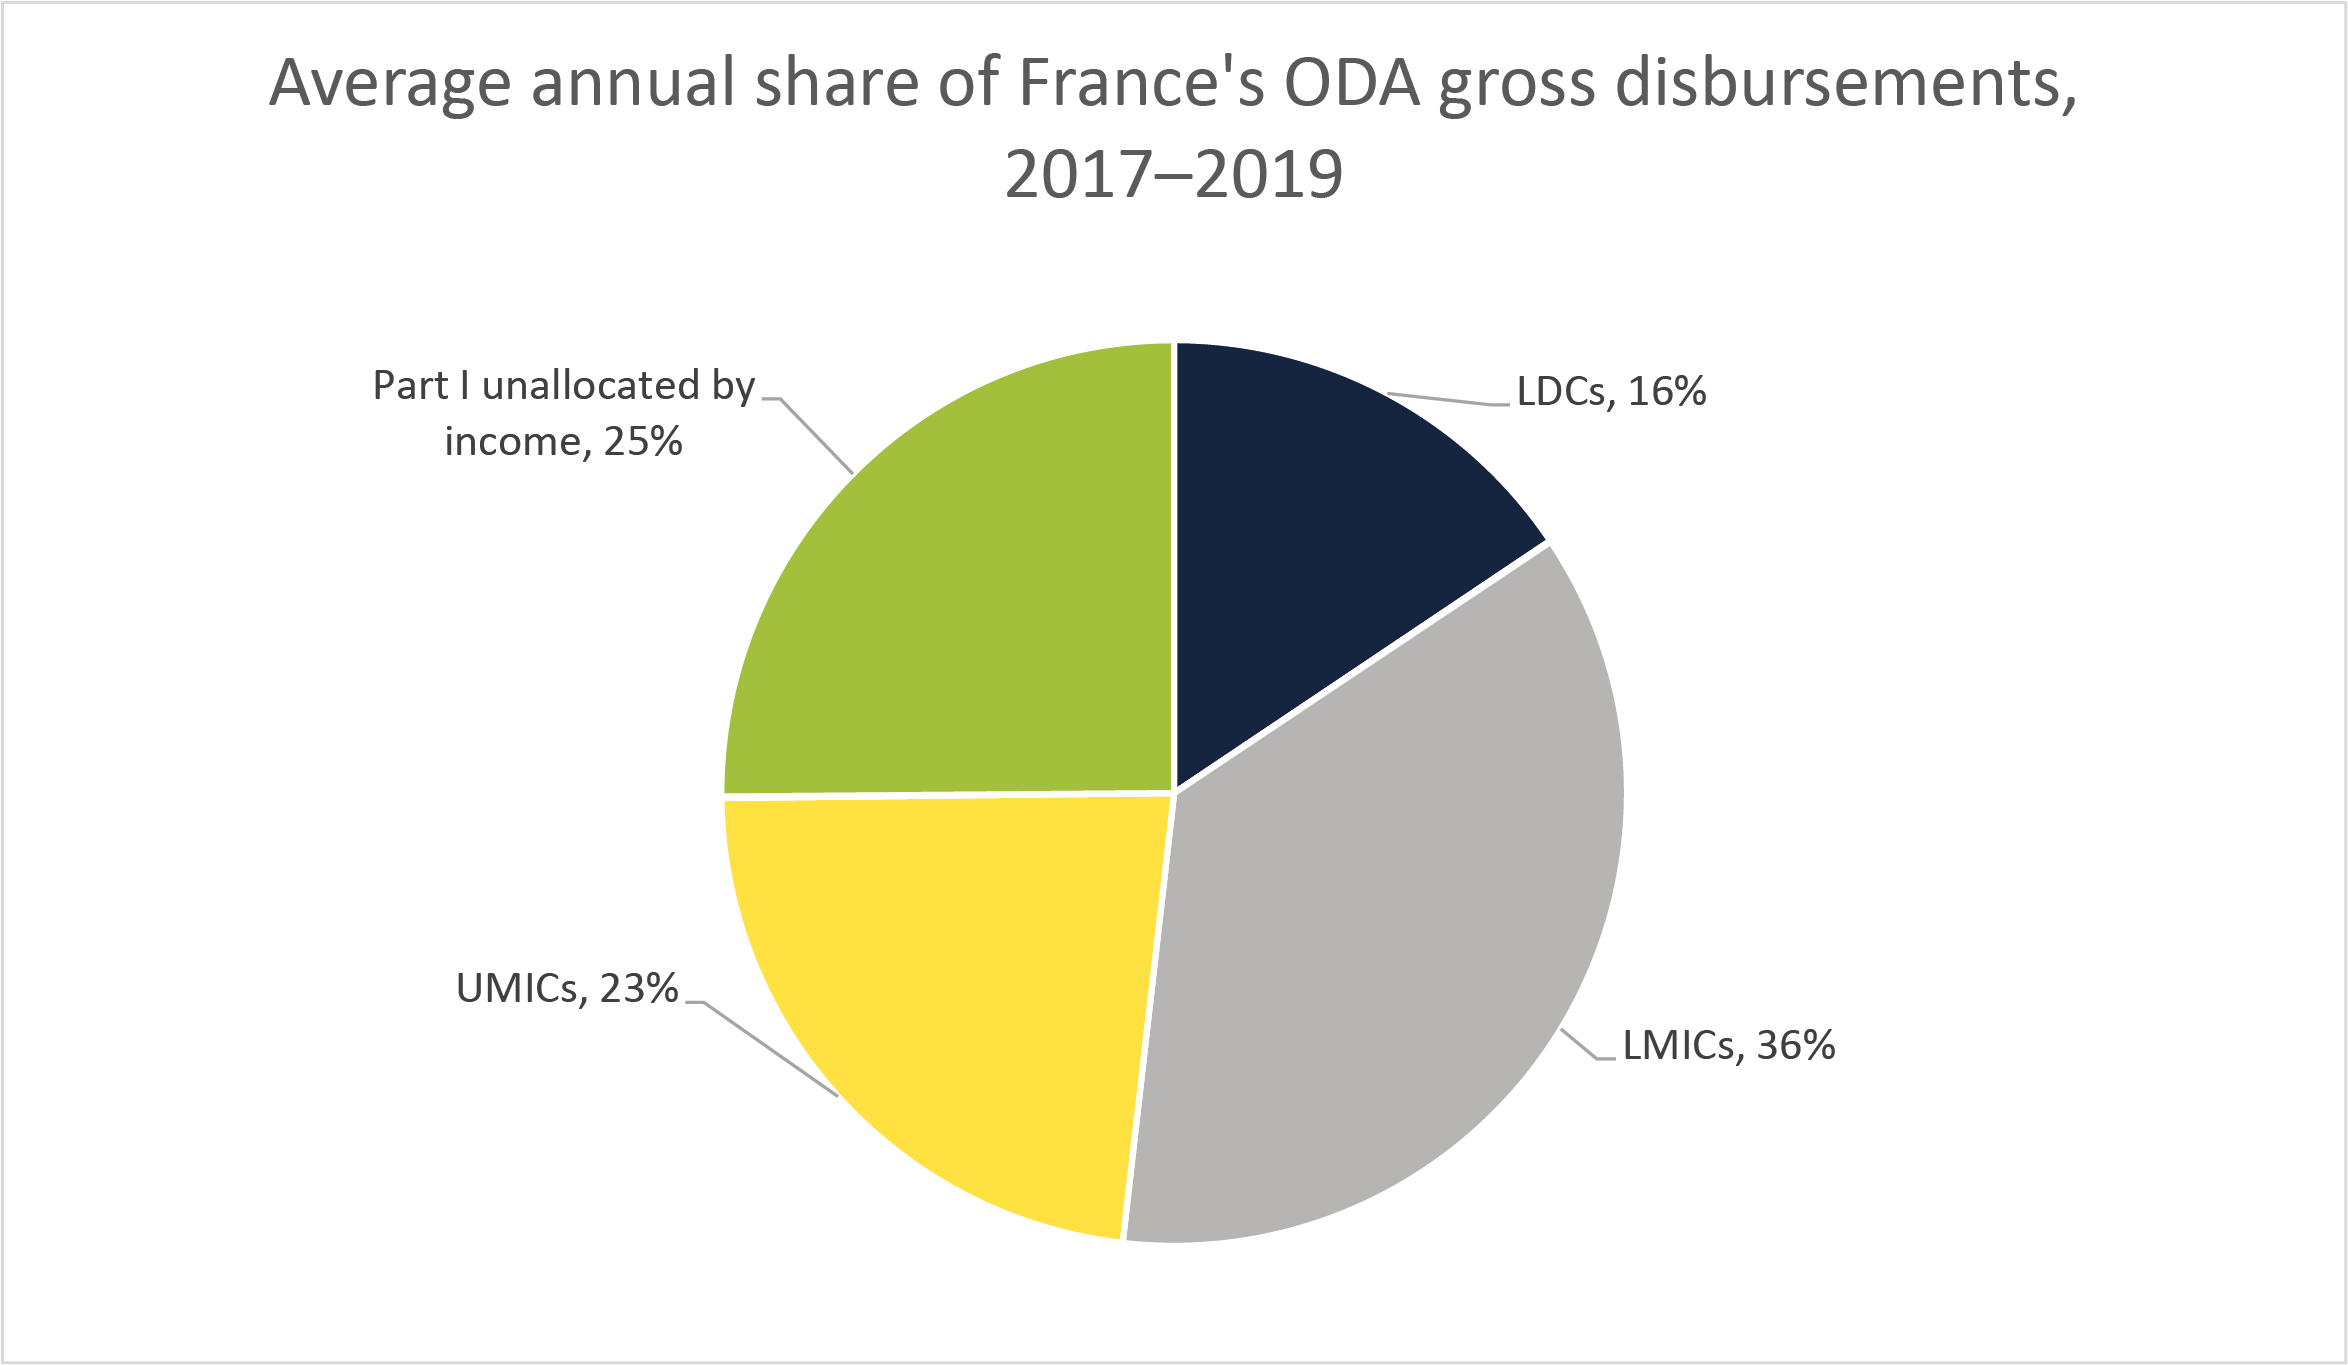 Average annual share of France's ODA gross disbursements,
2017–2019
Part I unallocated by
income, 25%
LDCs, 16%
UMICs, 23%
LMICs, 36%